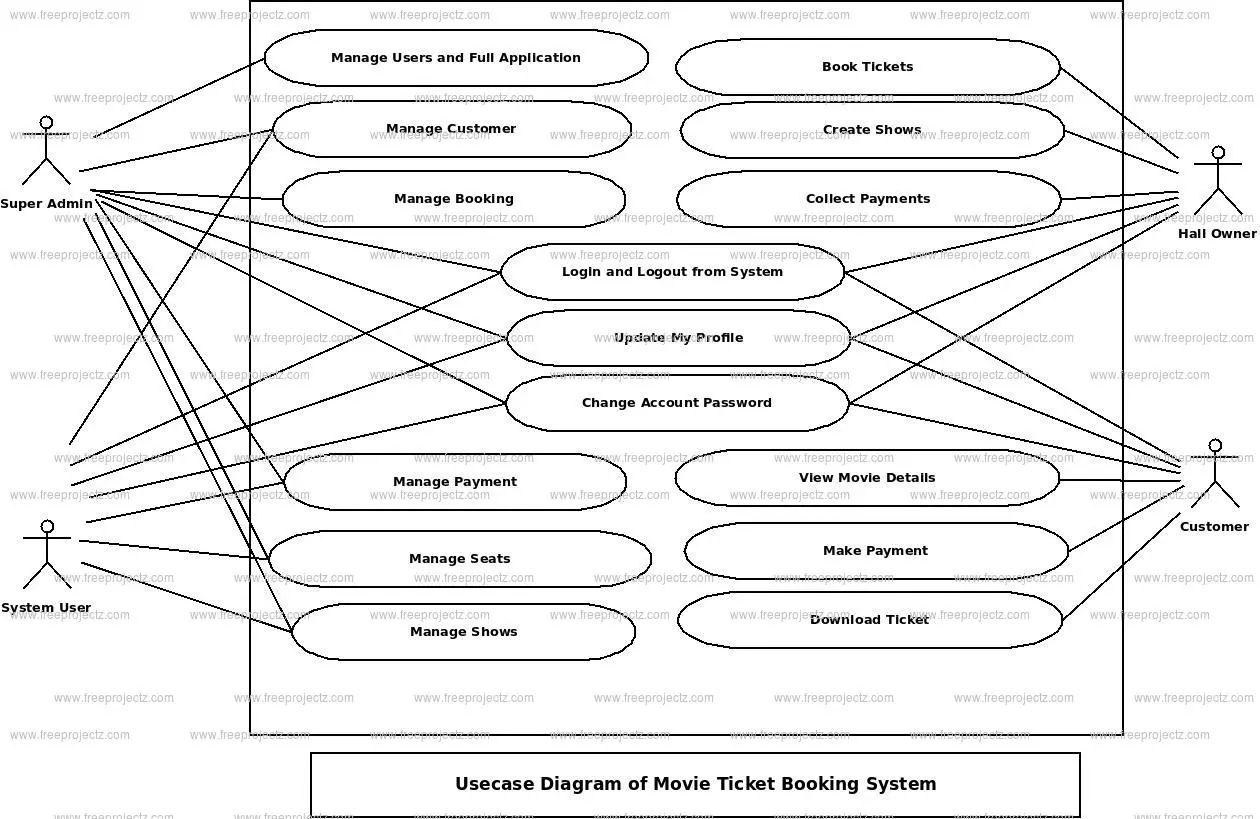 www.freeprojectz.com
Manage Users and Full Application
Book Tickets
Manage Customer
Create Shows
Super Admin
Manage Booking
Collect Payments
Hall Owner
Login and Logout from System
Update My Profile
Change Account Password
Manage Payment
View Movie Details
Customer
Manage Seats
Make Payment
System User
Manage Shows
Download Ticket
Usecase Diagram of Movie Ticket Booking System